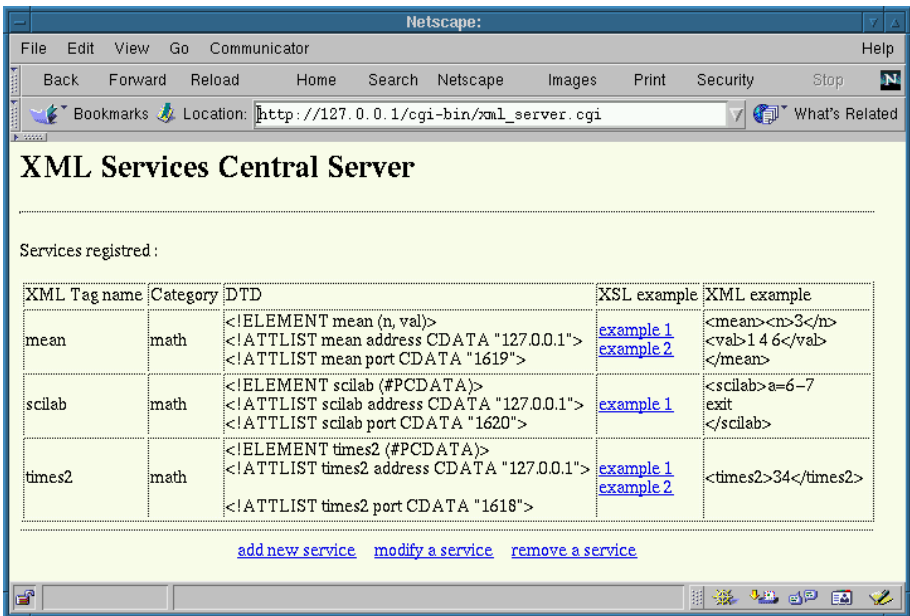 Netscape:
File Edit View Go Communicator Help
Back Forward Reload Home Search Netscape Images Print Security Stop N
Bookmarks Location: http://127.0.0.1/cgi-bin/xml_server.cgi What's Related
XML Services Central Server
Services registred :
XML Tag name Category DTD XSL example XML example
mean math
<!ELEMENT mean (n, val)>
<!ATTLIST mean address CDATA "127.0.0.1">
<!ATTLIST mean port CDATA "1619">
example 1
example 2
<mean><n>3</n>
<val>1 4 6</val>
</mean>
scilab math
<!ELEMENT scilab (#PCDATA)>
<!ATTLIST scilab address CDATA "127.0.0.1">
<!ATTLIST scilab port CDATA "1620">
example 1
<scilab>a=6-7
exit
</scilab>
times2 math
<!ELEMENT times2 (#PCDATA)>
<!ATTLIST times2 address CDATA "127.0.0.1">
<!ATTLIST times2 port CDATA "1618">
example 1
example 2
<times2>34</times2>
add new service modify a service remove a service